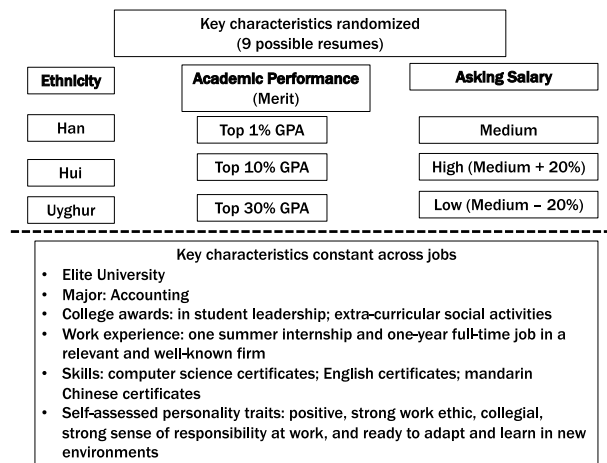 Key characteristics randomized
(9 possible resumes)
Ethnicity
Academic Performance
(Merit)
Asking Salary
Han
Top 1% GPA
Medium
Hui
Top 10% GPA
High (Medium + 20%)
Uyghur
Top 30% GPA
Low (Medium – 20%)
Key characteristics constant across jobs
• Elite University
• Major: Accounting
• College awards: in student leadership; extra-curricular social activities
• Work experience: one summer internship and one-year full-time job in a
relevant and well-known firm
• Skills: computer science certificates; English certificates; mandarin
Chinese certificates
• Self-assessed personality traits: positive, strong work ethic, collegial,
strong sense of responsibility at work, and ready to adapt and learn in new
environments